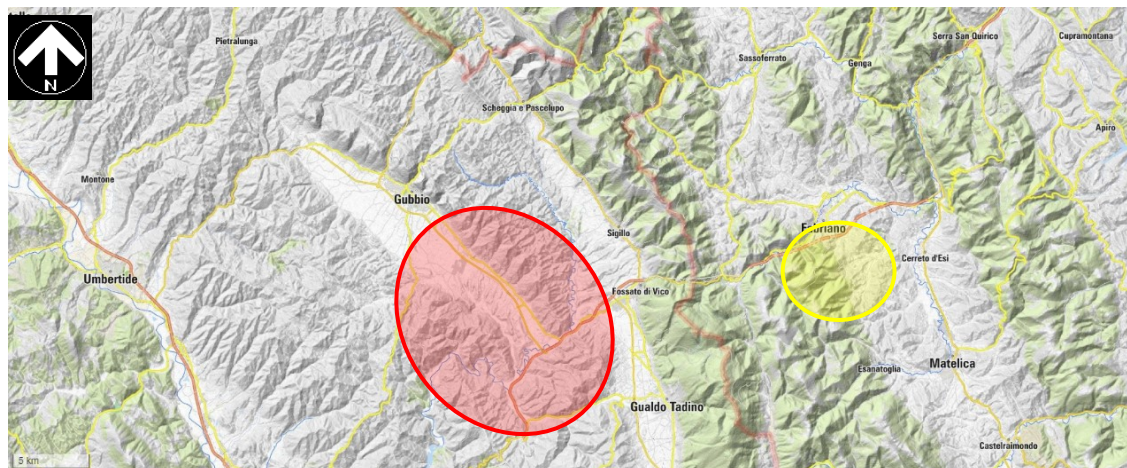 Pietralunga
Serra San Quirico
Cupramontana
Sassoferrato
Genga
N
Scheggia e Pascelupo
Apiro
Montone
Gubbio
Sigillo
Fabriano
Cerreto d'Esi
Umbertide
Fossato di Vico
Esanatoglia
Matelica
Gualdo Tadino
Castelraimondo
5 km